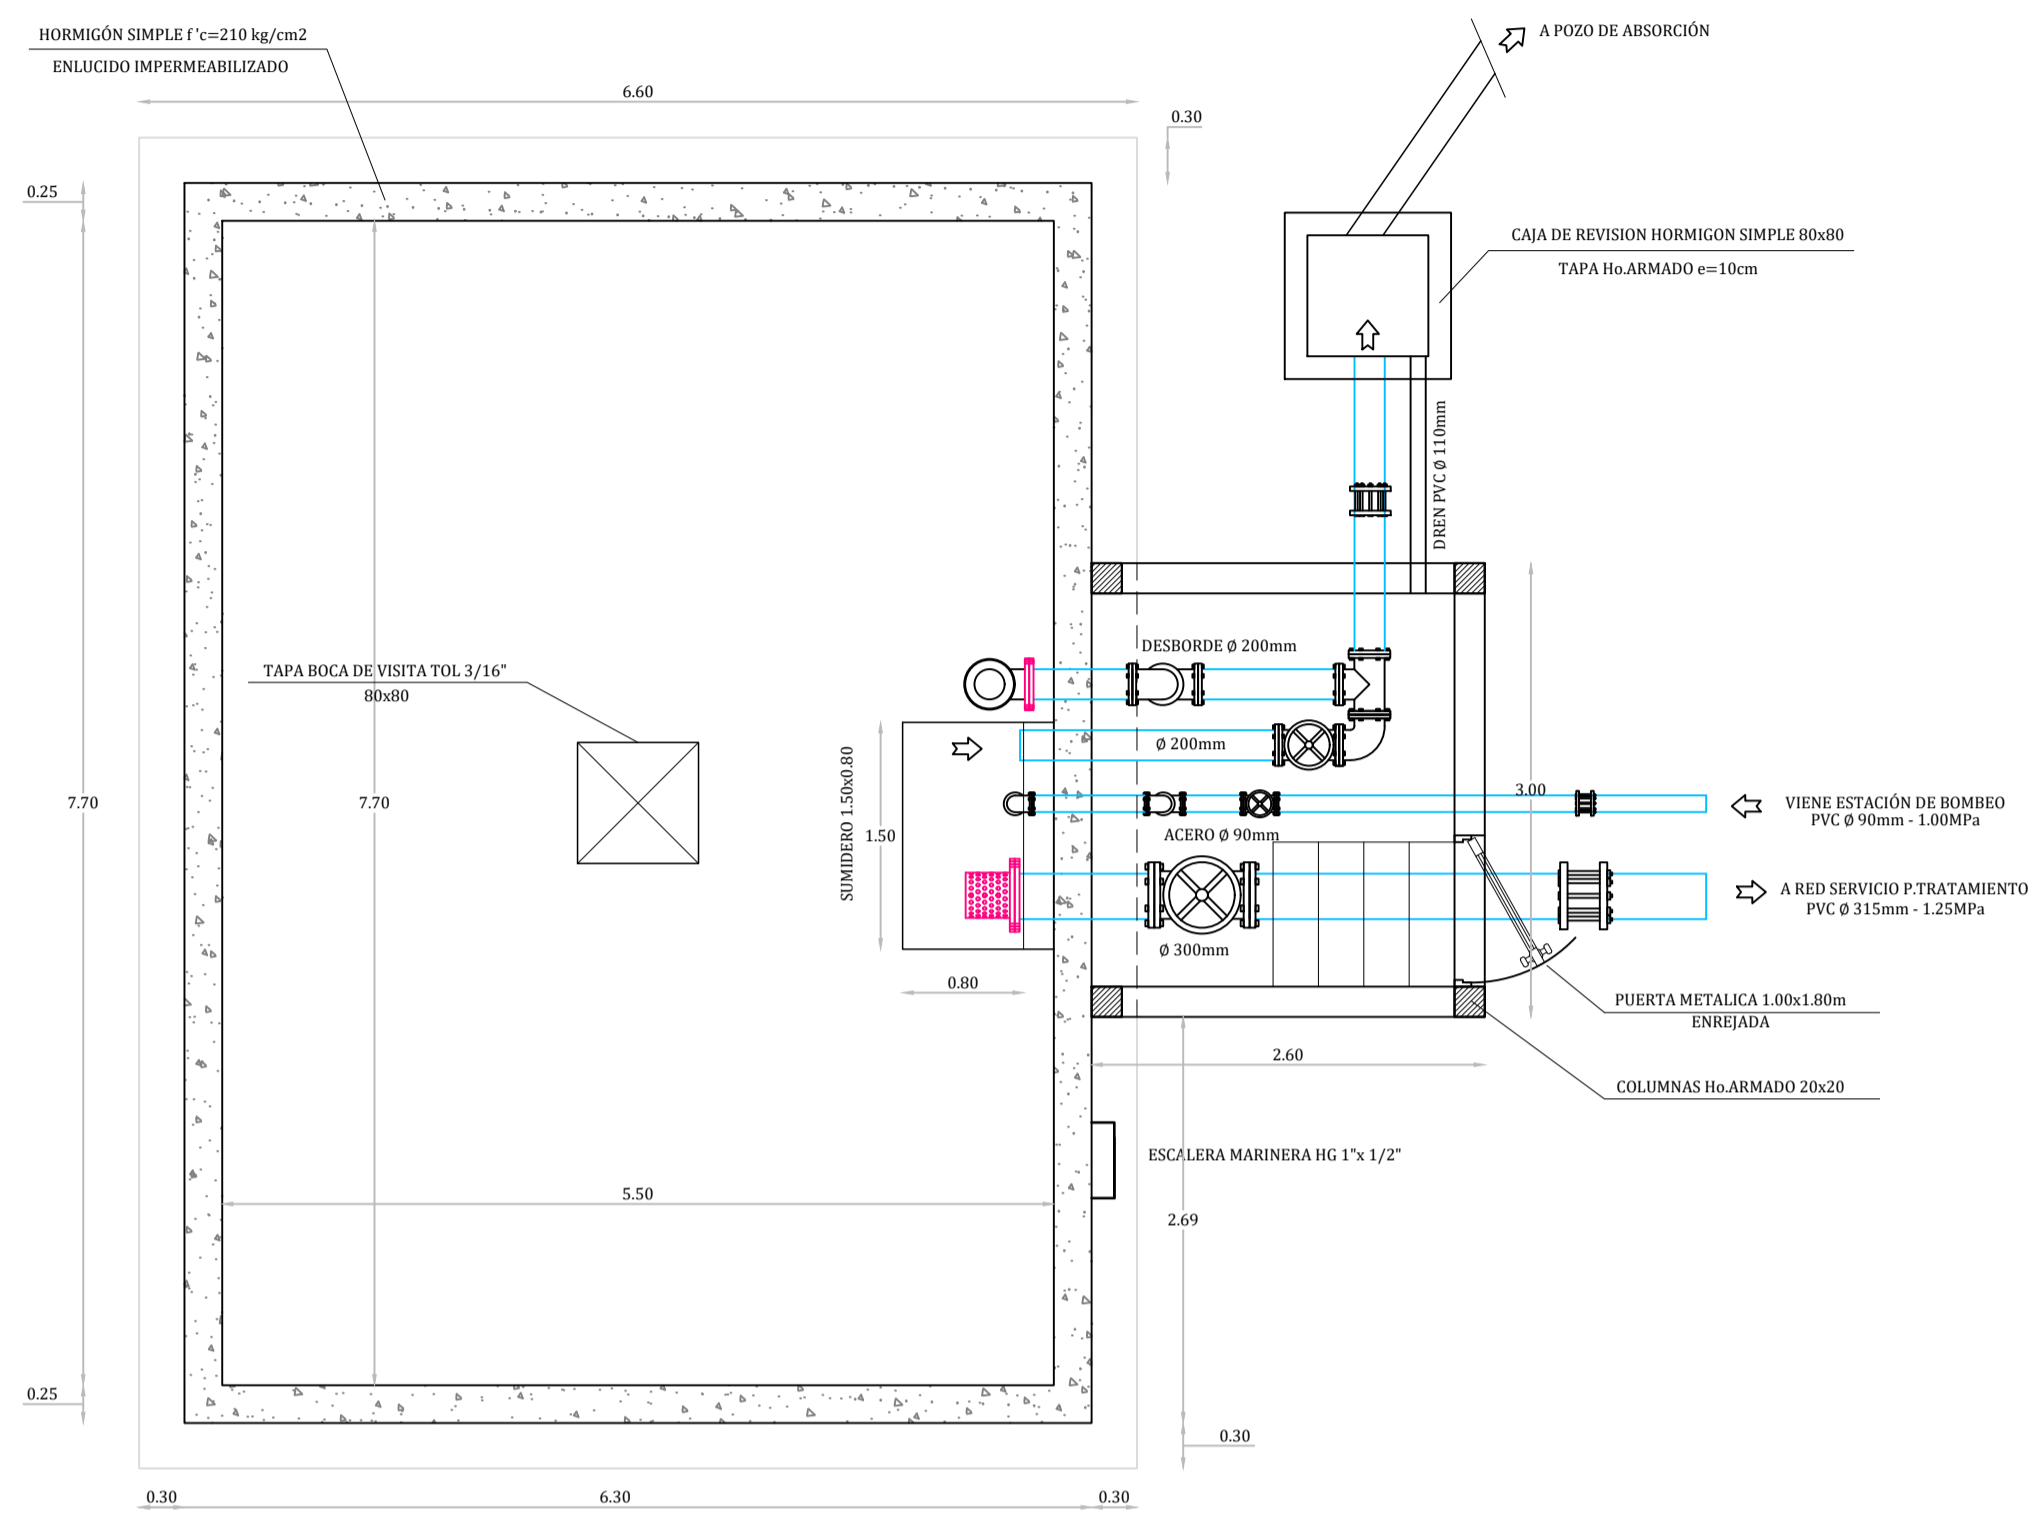 HORMIGÓN SIMPLE f 'c=210 kg/cm2
ENLUCIDO IMPERMEABILIZADO
A POZO DE ABSORCIÓN
6.60
0.30
0.25
CAJA DE REVISION HORMIGON SIMPLE 80x80
TAPA Ho.ARMADO e=10cm
DREN PVC Ø 110mm
DESBORDE Ø 200mm
TAPA BOCA DE VISITA TOL 3/16"
80x80
Ø 200mm
SUMIDERO 1.50x0.80
1.50
7.70
7.70
3.00
VIENE ESTACIÓN DE BOMBEO
PVC Ø 90mm - 1.00MPa
ACERO Ø 90mm
A RED SERVICIO P.TRATAMIENTO
PVC Ø 315mm - 1.25MPa
Ø 300mm
0.80
PUERTA METALICA 1.00x1.80m
ENREJADA
2.60
COLUMNAS Ho.ARMADO 20x20
ESCALERA MARINERA HG 1"x 1/2"
5.50
2.69
0.25
0.30
0.30
6.30
0.30